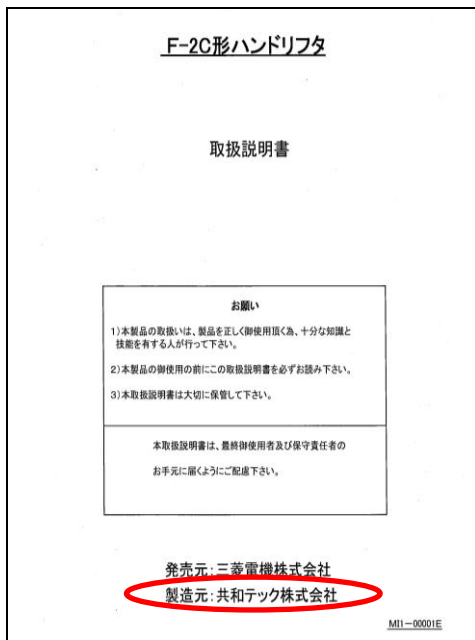 F-2C形ハンドリフタ
取扱説明書
お願い
1)本製品の取扱いは、製品を正しく御使用頂く為、十分な知識と
技能を有する人が行って下さい。
2)本製品の御使用の前にこの取扱説明書を必ずお読み下さい。
3)本取扱説明書は大切に保管して下さい。
本取扱説明書は、最終御使用者及び保守責任者の
お手元に届くようにご配慮下さい。
発売元:三菱電機株式会社
製造元:共和テック株式会社
MI1-00001E